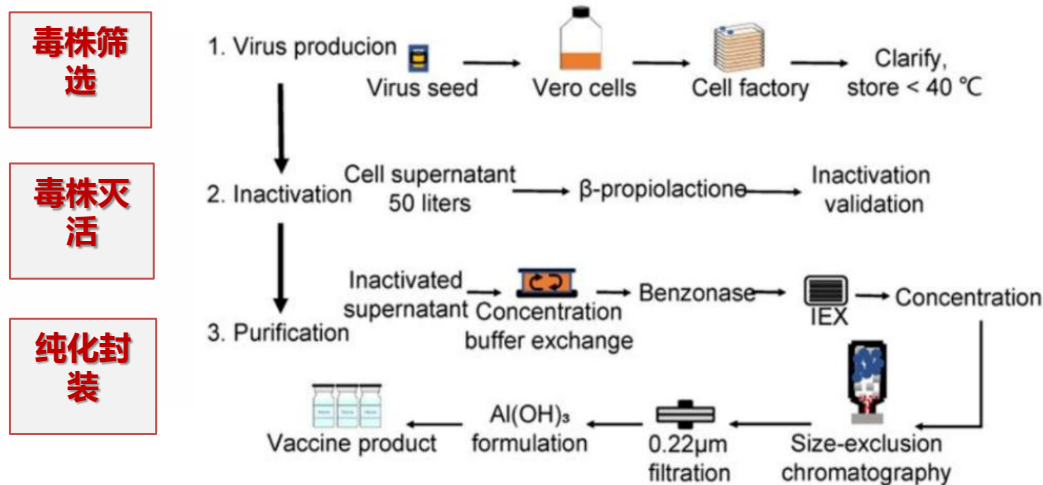 毒株筛
选
1. Virus producion
Virus seed
Vero cells
Cell factory
Clarify,
store < 40 ℃
毒株灭
活
2. Inactivation
Cell supernatant
50 liters
β-propiolactione
Inactivation
validation
纯化封
装
3. Purification
Inactivated
supernatant
Concentration
buffer exchange
Benzonase
IEX
Concentration
Size-exclusion
chromatography
0.22μm
filtration
Al(OH)₃
formulation
Vaccine product